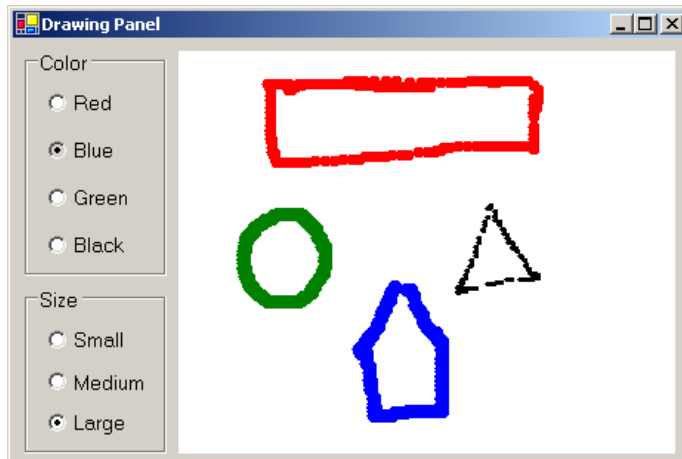 Drawing Panel
Color
Red
Blue
Green
Black
Size
Small
Medium
Large